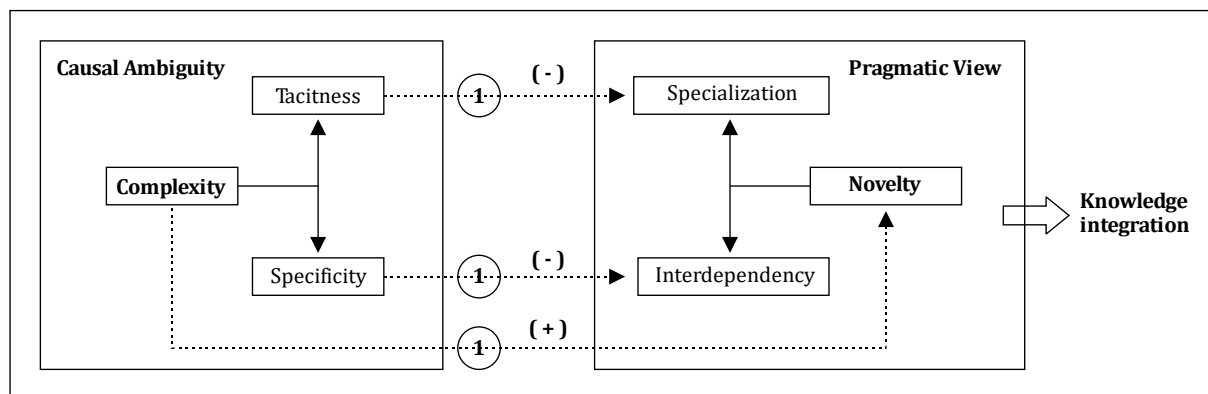 Causal Ambiguity
Pragmatic View
Tacitness
1
( - )
Specialization
Complexity
Novelty
Knowledge
integration
Specificity
1
( - )
Interdependency
1
( + )